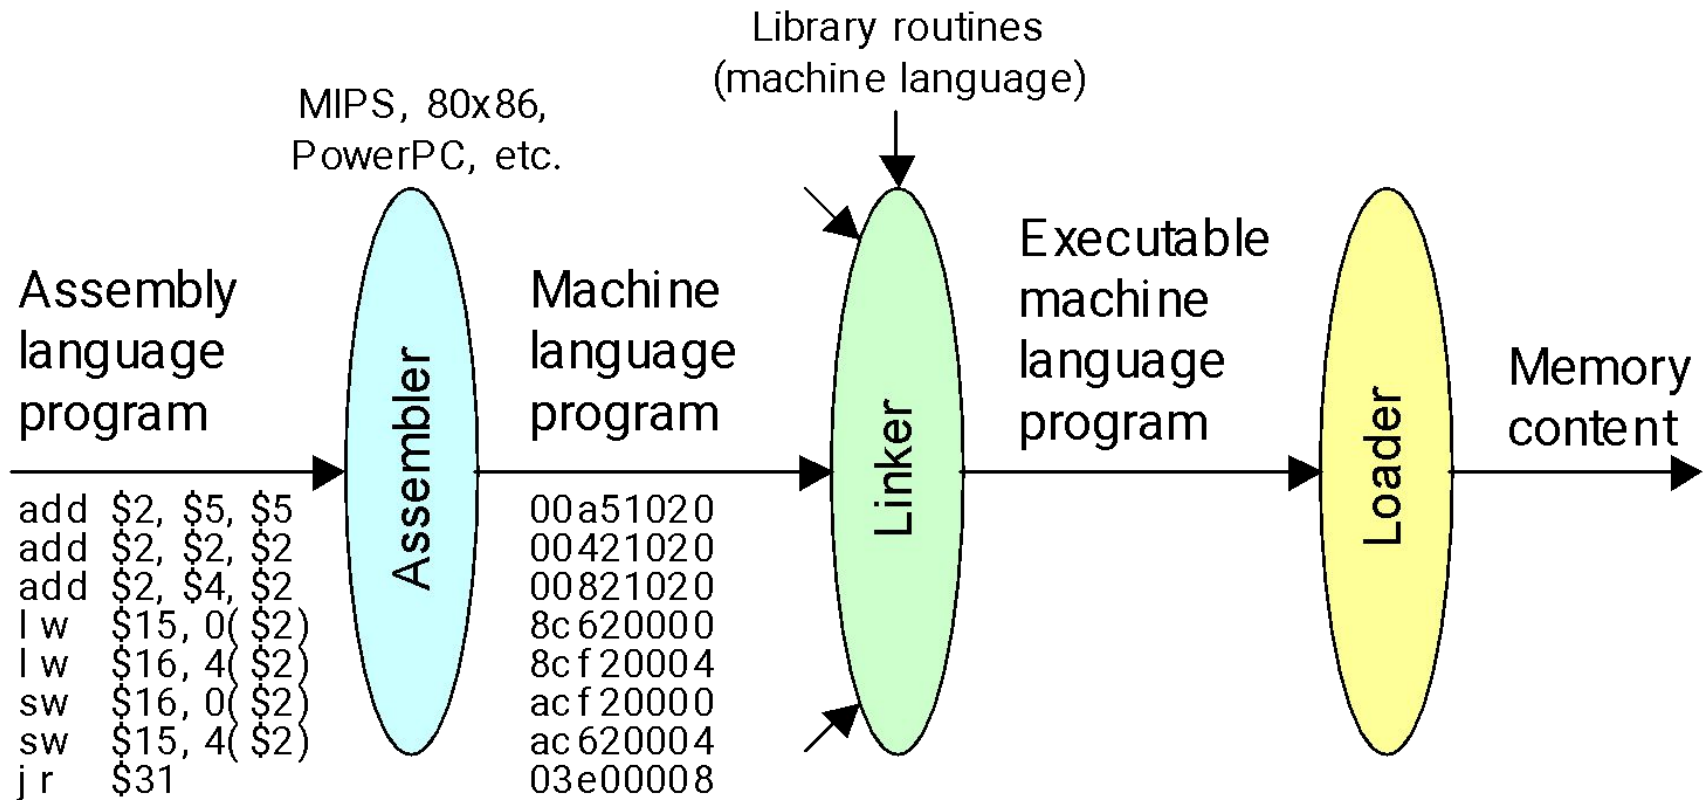 Library routines
(machine language)
MIPS, 80x86,
PowerPC, etc.
Assembly
language
program
Assembler
Machine
language
program
Linker
Executable
machine
language
program
Loader
Memory
content
add $2, $5, $5
add $2, $2, $2
add $2, $4, $2
lw $15, 0($2)
lw $16, 4($2)
sw $16, 0($2)
sw $15, 4($2)
jr $31
00a51020
00421020
00821020
8c620000
8cf20004
acf20000
ac620004
03e00008